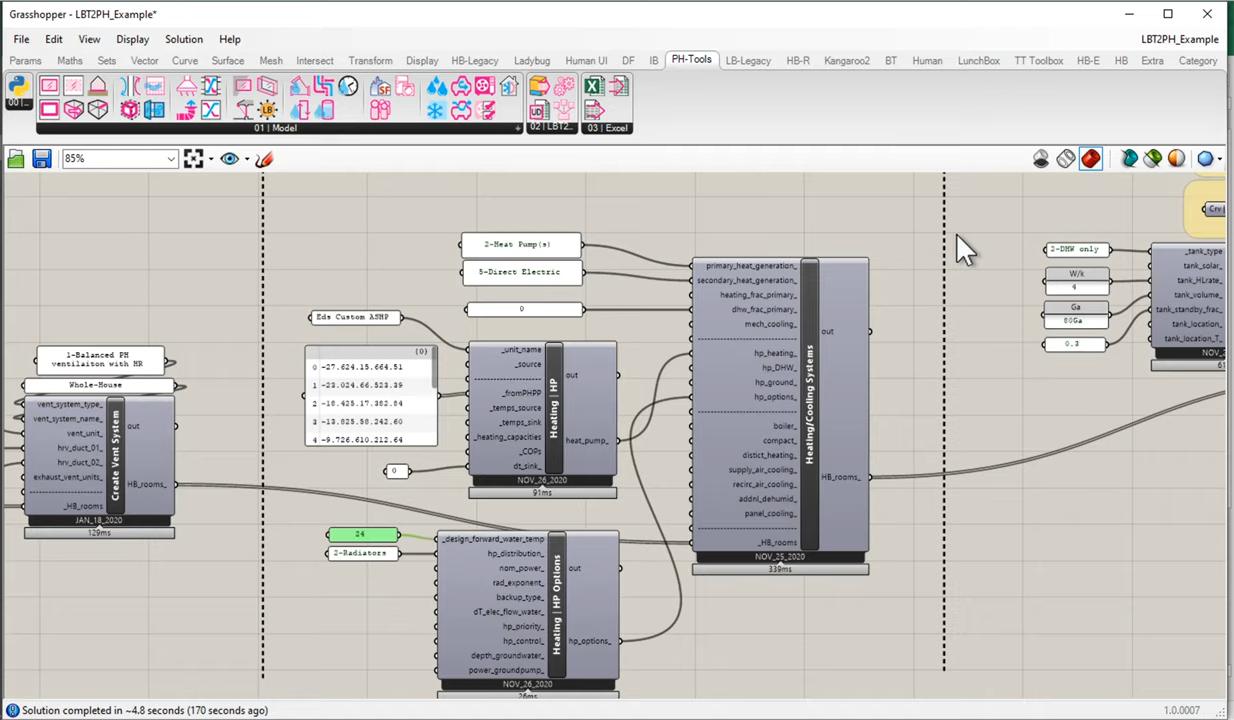 Grasshopper - LBT2PH_Example*
File Edit View Display Solution Help
LBT2PH_Example
Params Maths Sets Vector Curve Surface Mesh Intersect Transform Display HB-Legacy Ladybug Human UI DF IB PH-Tools LB-Legacy HB-R Kangaroo2 BT Human LunchBox TT Toolbox HB-E HB Extra Category
01 | Model
02 | LBT2...
03 | Excel
85%
1-Balanced PH
ventilaiton with HR
Whole-House
vent_system_type_
vent_system_name_
vent_unit_
hrv_duct_01_
hrv_duct_02_
exhaust_vent_units_
_HB_rooms
Create Vent System
out
HB_rooms_
JAN_18_2020
129ms
2-Heat Pump(s)
5-Direct Electric
0
Eds Custom ASHP
{0}
0 -27.624.15.664.51
1 -23.024.66.523.39
2 -18.425.17.382.84
3 -13.825.58.242.60
4 -9.726.610.212.64
0
_unit_name
_source
_fromPHPP
_temps_source
_temps_sink
_heating_capacities
_COPs
dt_sink_
Heating | HP
out
heat_pump_
NOV_26_2020
91ms
34
2-Radiators
_design_forward_water_temp
hp_distribution_
nom_power_
rad_exponent_
backup_type_
dT_elec_flow_water_
hp_priority_
hp_control_
depth_groundwater_
power_groundpump_
Heating | HP Options
out
hp_options_
NOV_26_2020
26ms
primary_heat_generation_
secondary_heat_generation_
heating_frac_primary_
dhw_frac_primary_
mech_cooling_
hp_heating_
hp_DHW_
hp_ground_
hp_options_
boiler_
compact_
distict_heating_
supply_air_cooling_
recirc_air_cooling_
addnl_dehumid_
panel_cooling_
_HB_rooms
Heating/Cooling Systems
out
HB_rooms_
NOV_25_2020
339ms
Crv
2-DHW only
W/k
4
Ga
80Ga
0.3
_tank_type
tank_solar_
tank_HLrate_
tank_volume_
tank_standby_frac_
tank_location_
tank_location_T_
Solution completed in ~4.8 seconds (170 seconds ago)
1.0.0007